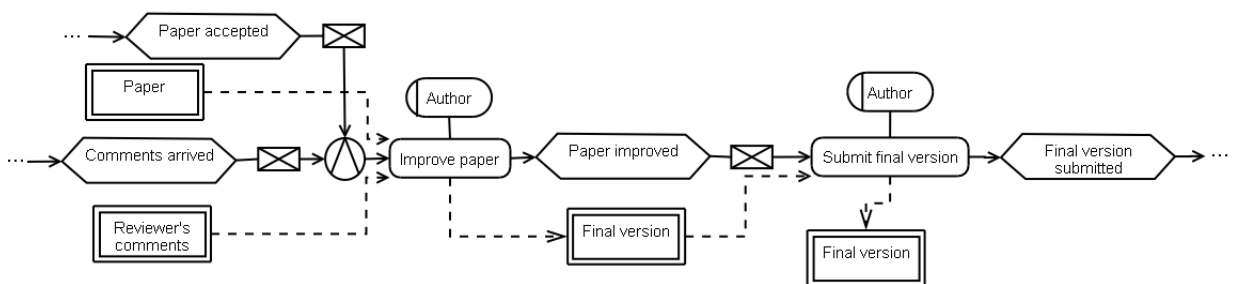 ...
Paper accepted
Paper
Author
Author
...
Comments arrived
Improve paper
Paper improved
Submit final version
Final version
submitted
...
Reviewer's
comments
Final version
Final version